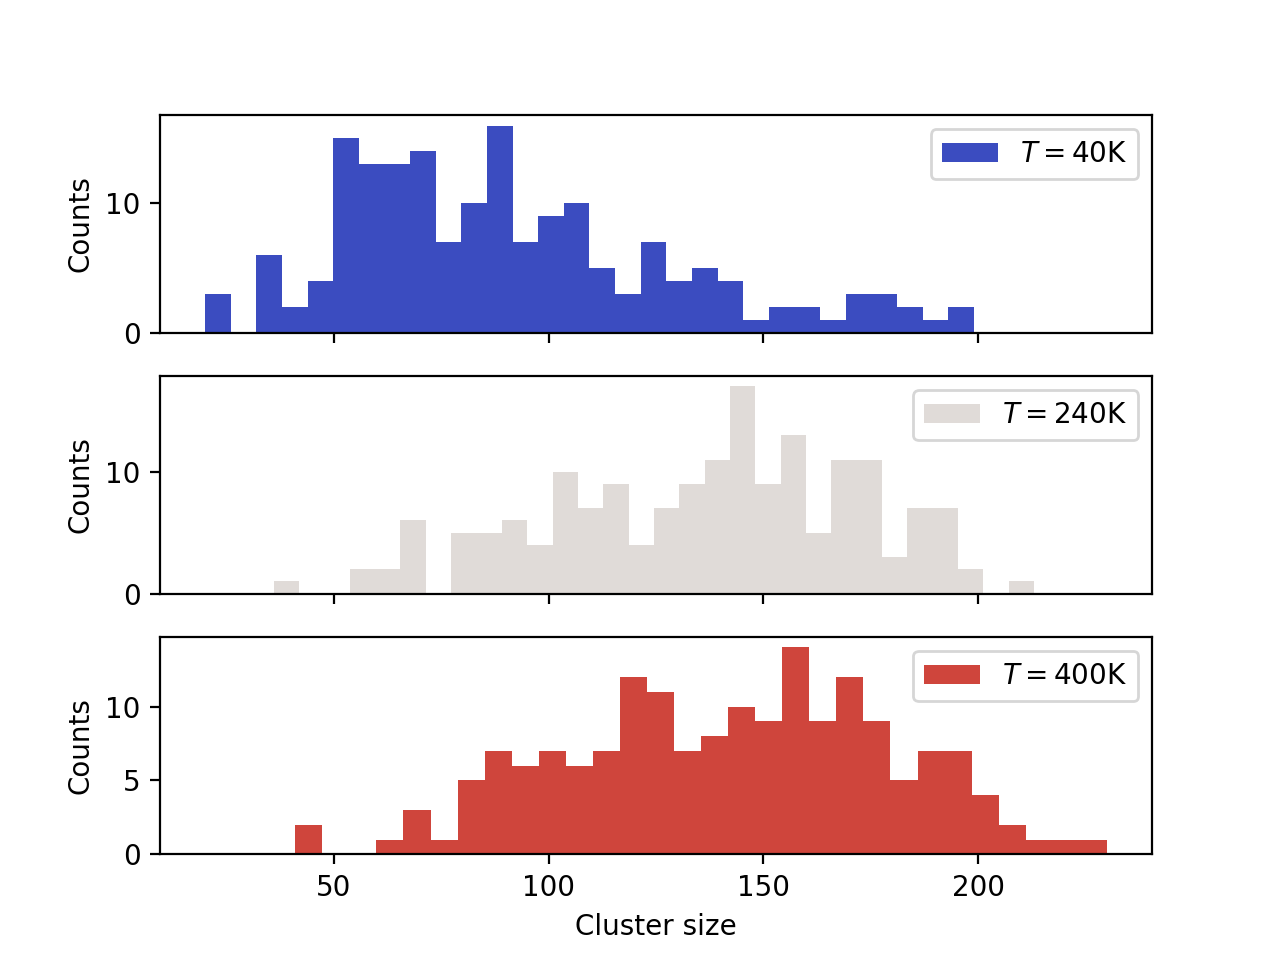 T = 40K
Counts
10
0
T = 240K
Counts
10
0
T = 400K
Counts
10
5
0
50 100 150 200
Cluster size